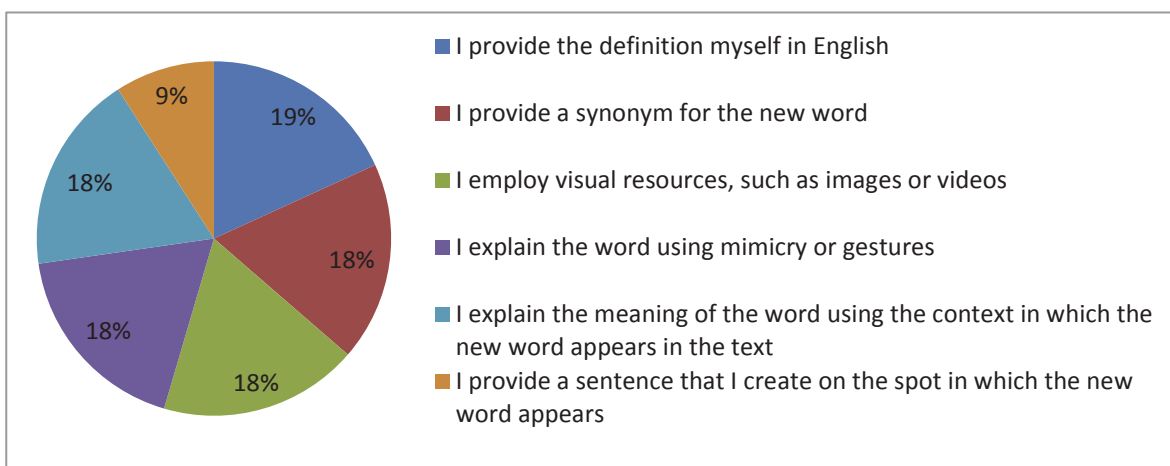 I provide the definition myself in English
9%
19%
I provide a synonym for the new word
18%
I employ visual resources, such as images or videos
18%
I explain the word using mimicry or gestures
18%
I explain the meaning of the word using the context in which the
new word appears in the text
18%
I provide a sentence that I create on the spot in which the new
word appears